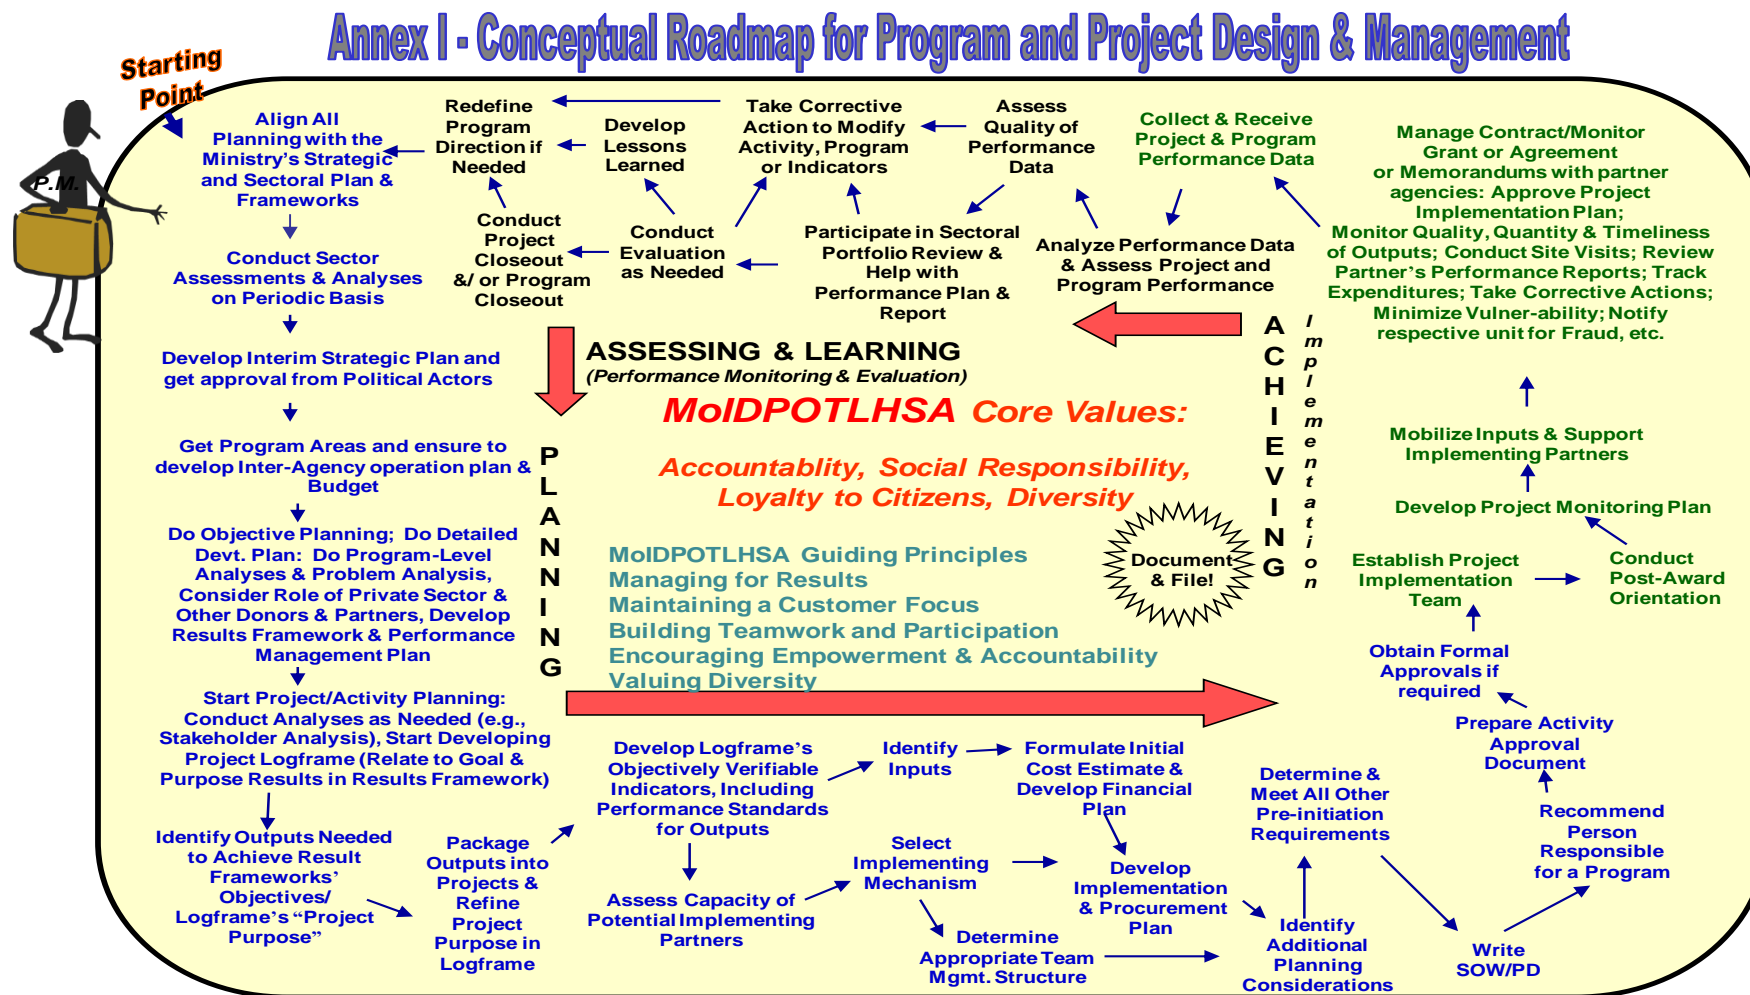 Annex I - Conceptual Roadmap for Program and Project Design & Management
Starting
Point
P.M.
Align All
Planning with the
Ministry's Strategic
and Sectoral Plan &
Frameworks
Conduct Sector
Assessments & Analyses
on Periodic Basis
Develop Interim Strategic Plan and
get approval from Political Actors
Get Program Areas and ensure to
develop Inter-Agency operation plan &
Budget
Do Objective Planning; Do Detailed
Devt. Plan: Do Program-Level
Analyses & Problem Analysis,
Consider Role of Private Sector &
Other Donors & Partners, Develop
Results Framework & Performance
Management Plan
Start Project/Activity Planning:
Conduct Analyses as Needed (e.g.,
Stakeholder Analysis), Start Developing
Project Logframe (Relate to Goal &
Purpose Results in Results Framework)
Identify Outputs Needed
to Achieve Result
Frameworks'
Objectives/
Logframe's “Project
Purpose”
Package
Outputs into
Projects &
Refine
Project
Purpose in
Logframe
Develop Logframe's
Objectively Verifiable
Indicators, Including
Performance Standards
for Outputs
Identify
Inputs
Formulate Initial
Cost Estimate &
Develop Financial
Plan
Assess Capacity of
Potential Implementing
Partners
Select
Implementing
Mechanism
Determine
Appropriate Team
Mgmt. Structure
Develop
Implementation
& Procurement
Plan
Identify
Additional
Planning
Considerations
Determine &
Meet All Other
Pre-initiation
Requirements
Write
SOW/PD
Recommend
Person
Responsible
for a Program
Prepare Activity
Approval
Document
Obtain Formal
Approvals if
required
Establish Project
Implementation
Team
Conduct
Post-Award
Orientation
Develop Project Monitoring Plan
Mobilize Inputs & Support
Implementing Partners
Manage Contract/Monitor
Grant or Agreement
or Memorandums with partner
agencies: Approve Project
Implementation Plan;
Monitor Quality, Quantity & Timeliness
of Outputs; Conduct Site Visits; Review
Partner's Performance Reports; Track
Expenditures; Take Corrective Actions;
Minimize Vulner-ability; Notify
respective unit for Fraud, etc.
Collect & Receive
Project & Program
Performance Data
Analyze Performance Data
& Assess Project and
Program Performance
Assess
Quality of
Performance
Data
Participate in Sectoral
Portfolio Review &
Help with
Performance Plan &
Report
Take Corrective
Action to Modify
Activity, Program
or Indicators
Conduct
Evaluation
as Needed
Develop
Lessons
Learned
Conduct
Project
Closeout
&/ or Program
Closeout
Redefine
Program
Direction if
Needed
ASSESSING & LEARNING
(Performance Monitoring & Evaluation)
PLANNING
ACHIEVING
Implementation
MoIDPOTLHSA Core Values:
Accountablity, Social Responsibility,
Loyalty to Citizens, Diversity
Document
& File!
MoIDPOTLHSA Guiding Principles
Managing for Results
Maintaining a Customer Focus
Building Teamwork and Participation
Encouraging Empowerment & Accountability
Valuing Diversity